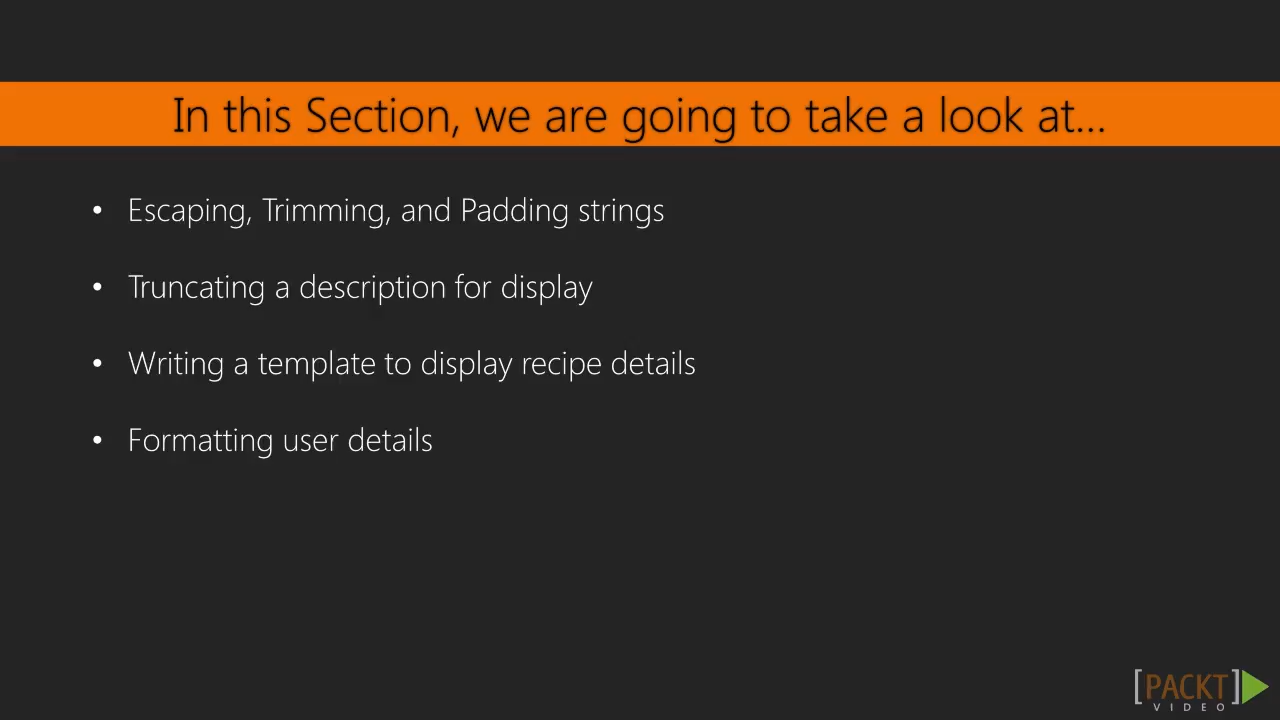 In this Section, we are going to take a look at...
• Escaping, Trimming, and Padding strings
• Truncating a description for display
• Writing a template to display recipe details
• Formatting user details
[PACKT]
VIDEO